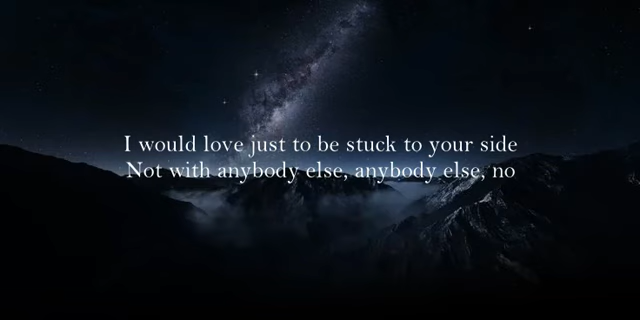 I would love just to be stuck to your side
Not with anybody else, anybody else, no